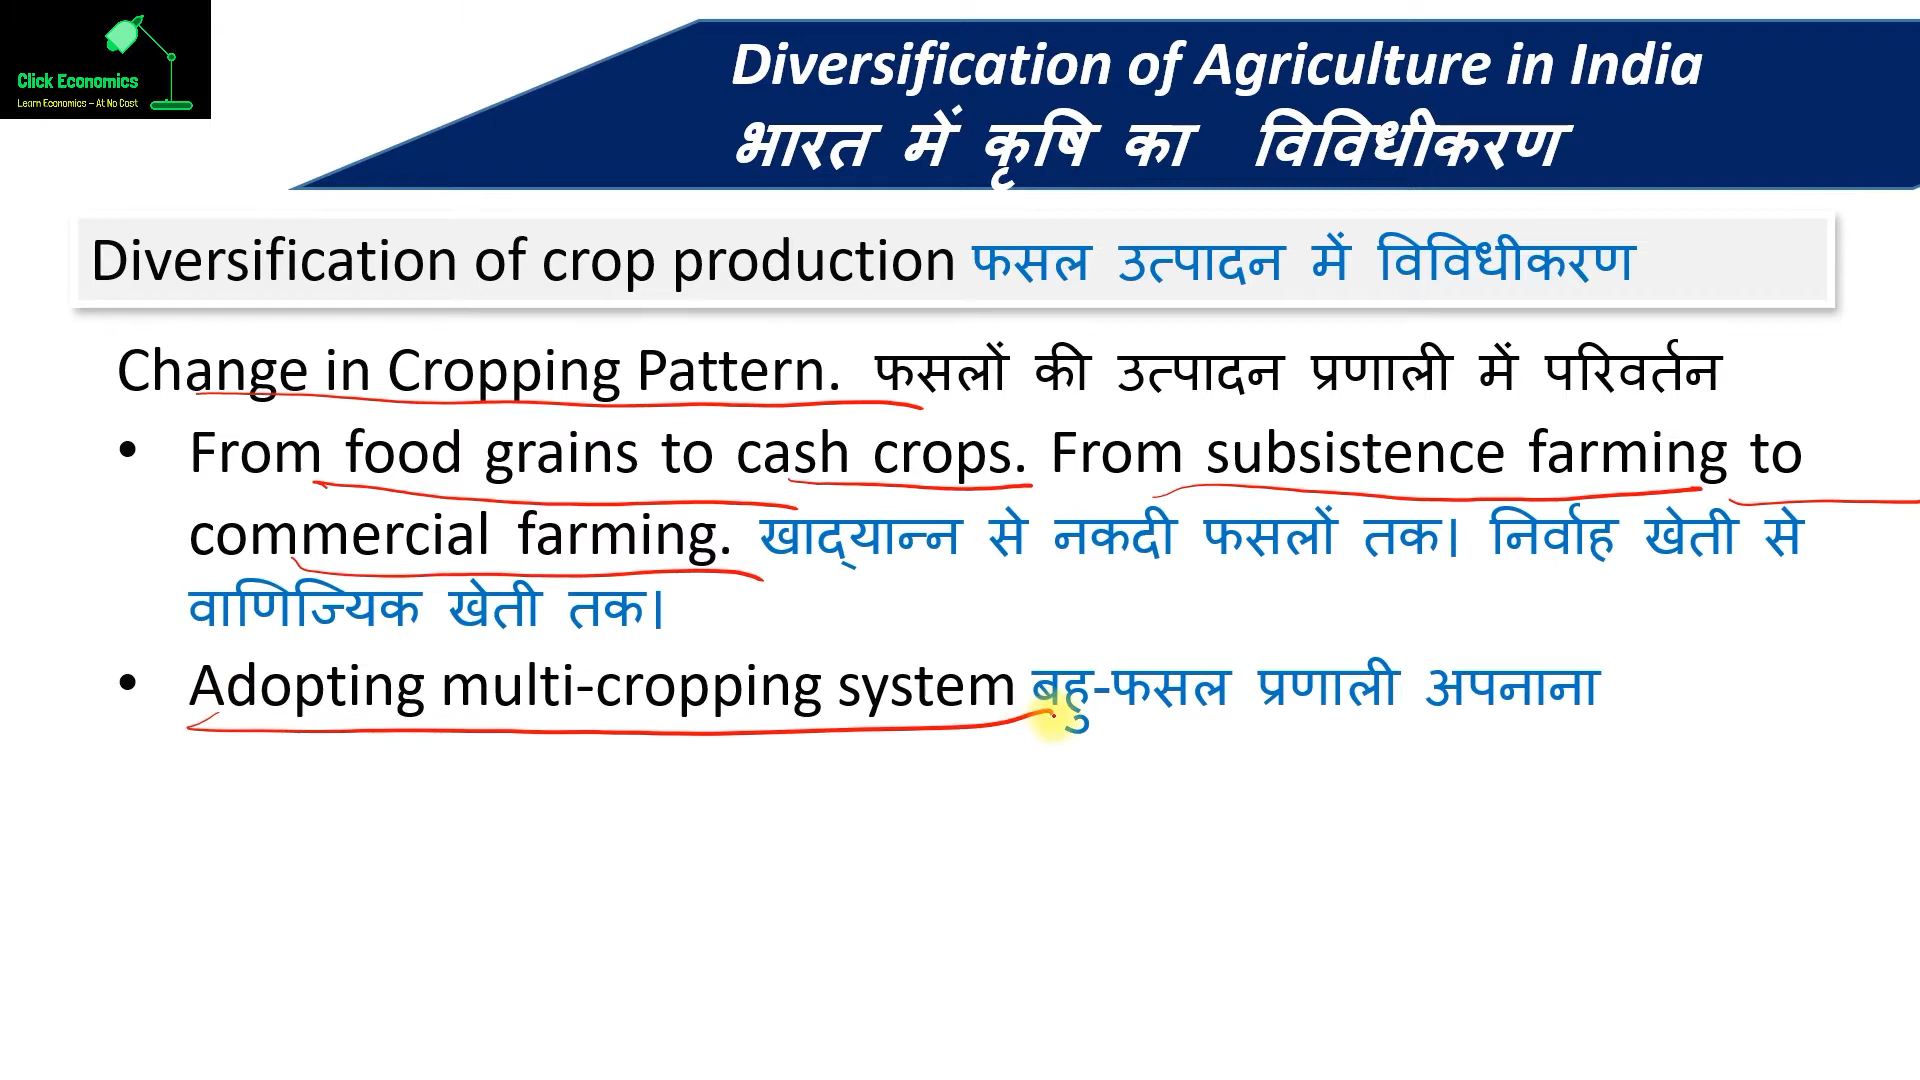 Click Economics
Learn Economics – At No Cost
Diversification of Agriculture in India
भारत में कृषि का विविधीकरण
Diversification of crop production फसल उत्पादन में विविधीकरण
Change in Cropping Pattern. फसलों की उत्पादन प्रणाली में परिवर्तन
• From food grains to cash crops. From subsistence farming to
commercial farming. खाद्यान्न से नकदी फसलों तक। निर्वाह खेती से
वाणिज्यिक खेती तक।
• Adopting multi-cropping system बहु-फसल प्रणाली अपनाना